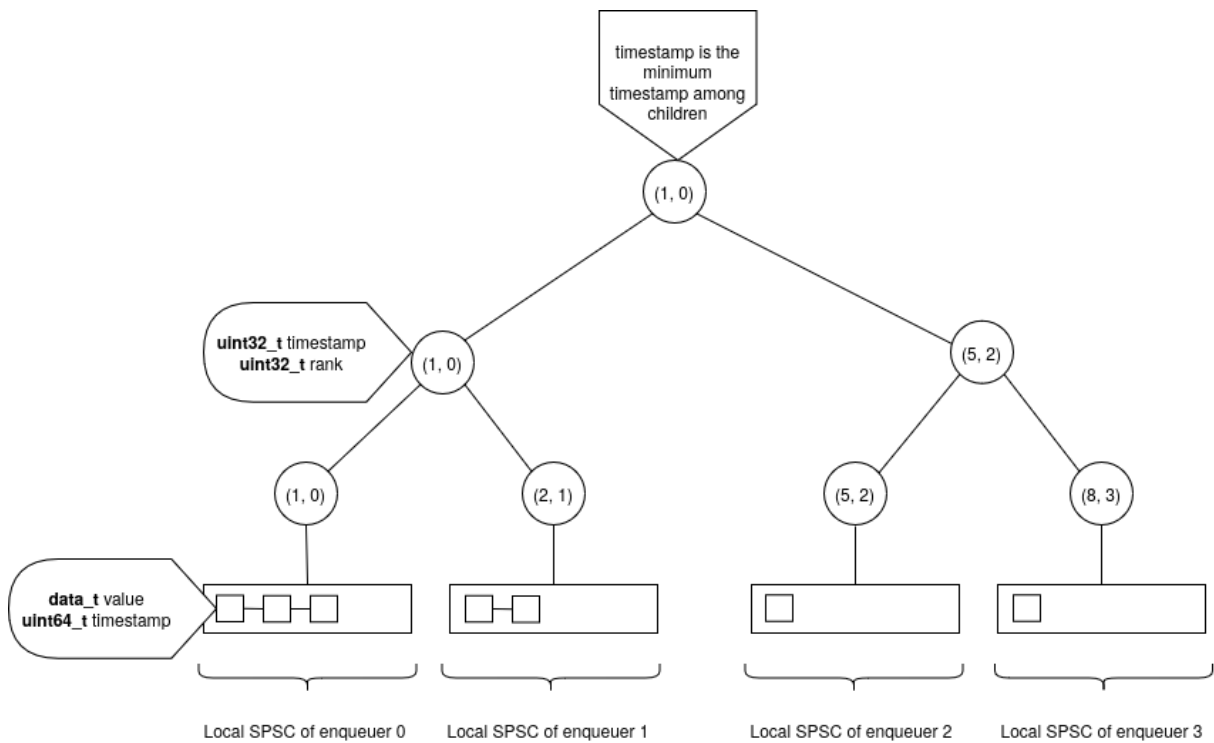 timestamp is the
minimum
timestamp among
children
(1, 0)
uint32_t timestamp
uint32_t rank
(1, 0)
(5, 2)
(1, 0)
(2, 1)
(5, 2)
(8, 3)
data_t value
uint64_t timestamp
Local SPSC of enqueuer 0
Local SPSC of enqueuer 1
Local SPSC of enqueuer 2
Local SPSC of enqueuer 3